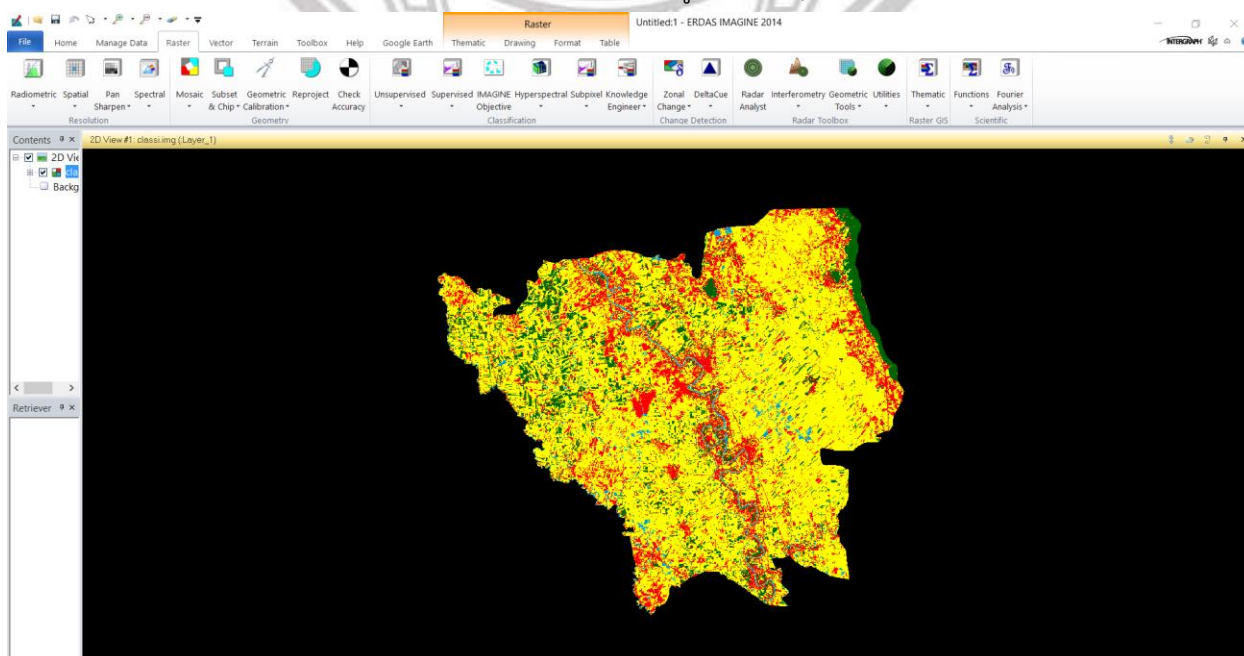 Raster
Untitled:1 - ERDAS IMAGINE 2014
File Home Manage Data Raster Vector Terrain Toolbox Help Google Earth Thematic Drawing Format Table INTERGRAPH
Radiometric Spatial Pan Sharpen Spectral Mosaic Subset & Chip Geometric Calibration Reproject Check Accuracy Unsupervised Supervised IMAGINE Objective Hyperspectral Subpixel Knowledge Engineer Zonal Change DeltaCue Radar Analyst Interferometry Geometric Tools Utilities Thematic Functions Fourier Analysis
Resolution Geometry Classification Change Detection Radar Toolbox Raster GIS Scientific
Contents 2D View #1: classi.img (:Layer_1)
2D Vie
cla
Backg
Retriever